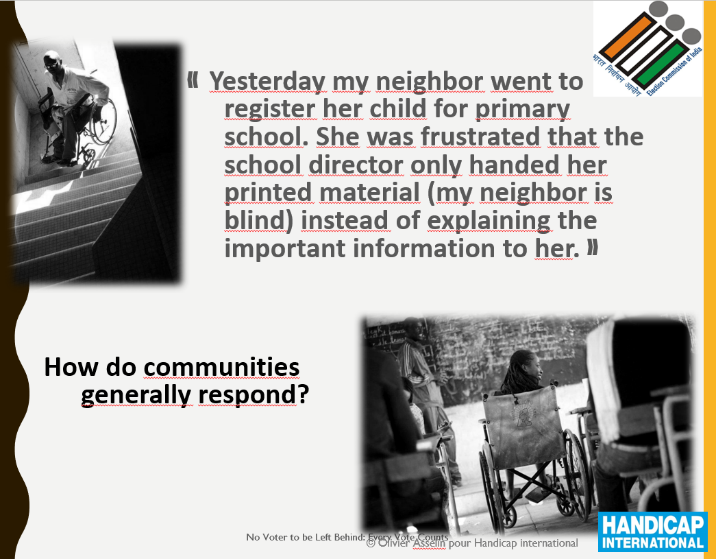 « Yesterday my neighbor went to
register her child for primary
school. She was frustrated that the
school director only handed her
printed material (my neighbor is
blind) instead of explaining the
important information to her. »
भारत निर्वाचन आयोग
Election Commission of India
How do communities
generally respond?
No Voter to be Left Behind: Every Vote Counts
© Olivier Asselin pour Handicap international
HANDICAP
INTERNATIONAL